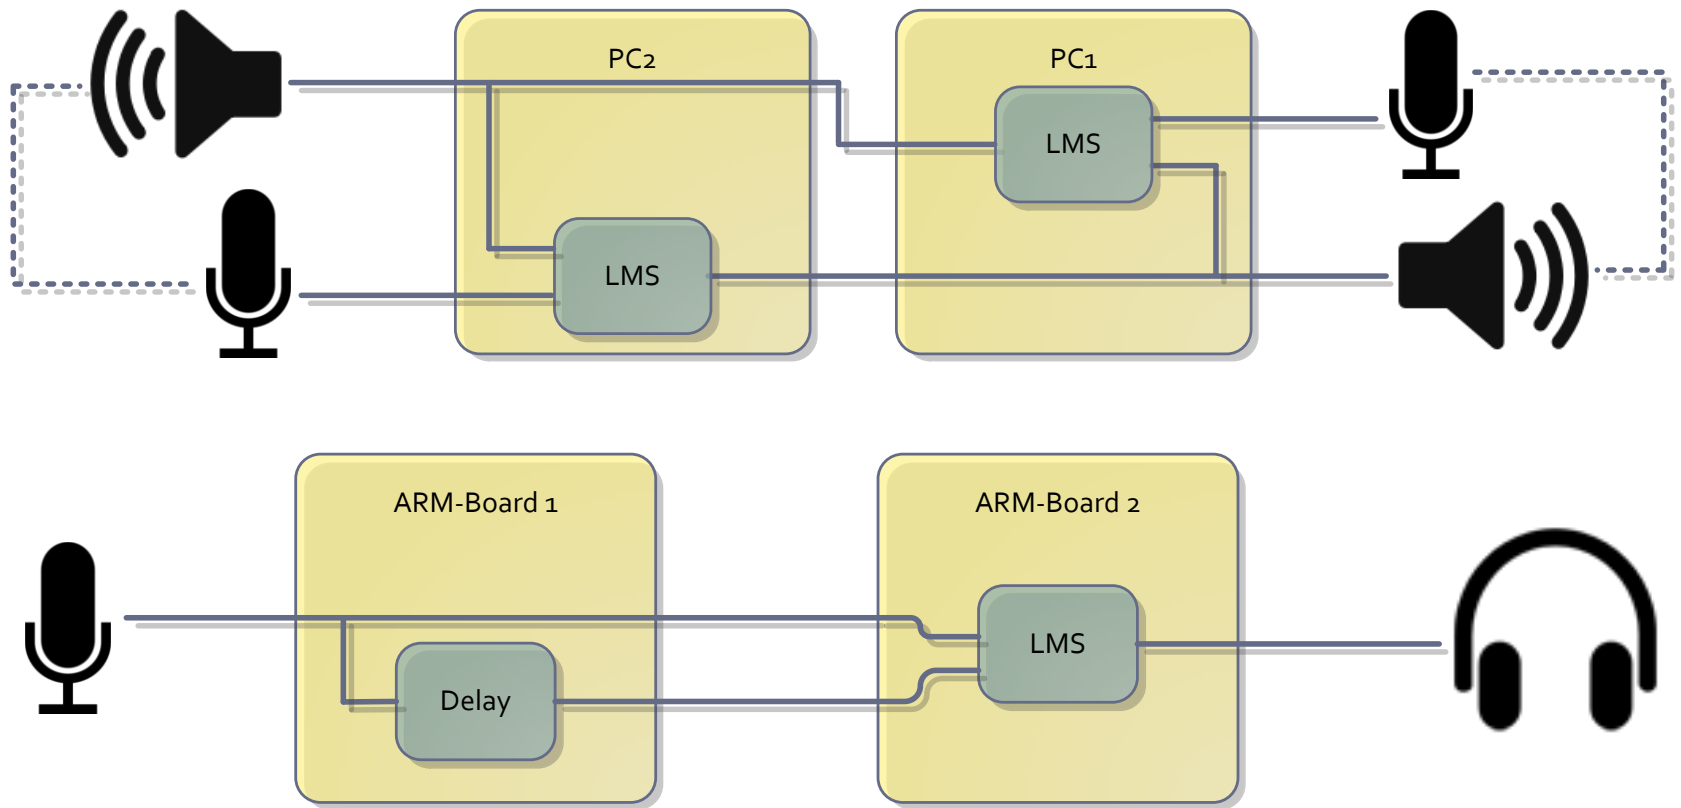 PC2
PC1
LMS
LMS
ARM-Board 1
ARM-Board 2
LMS
Delay